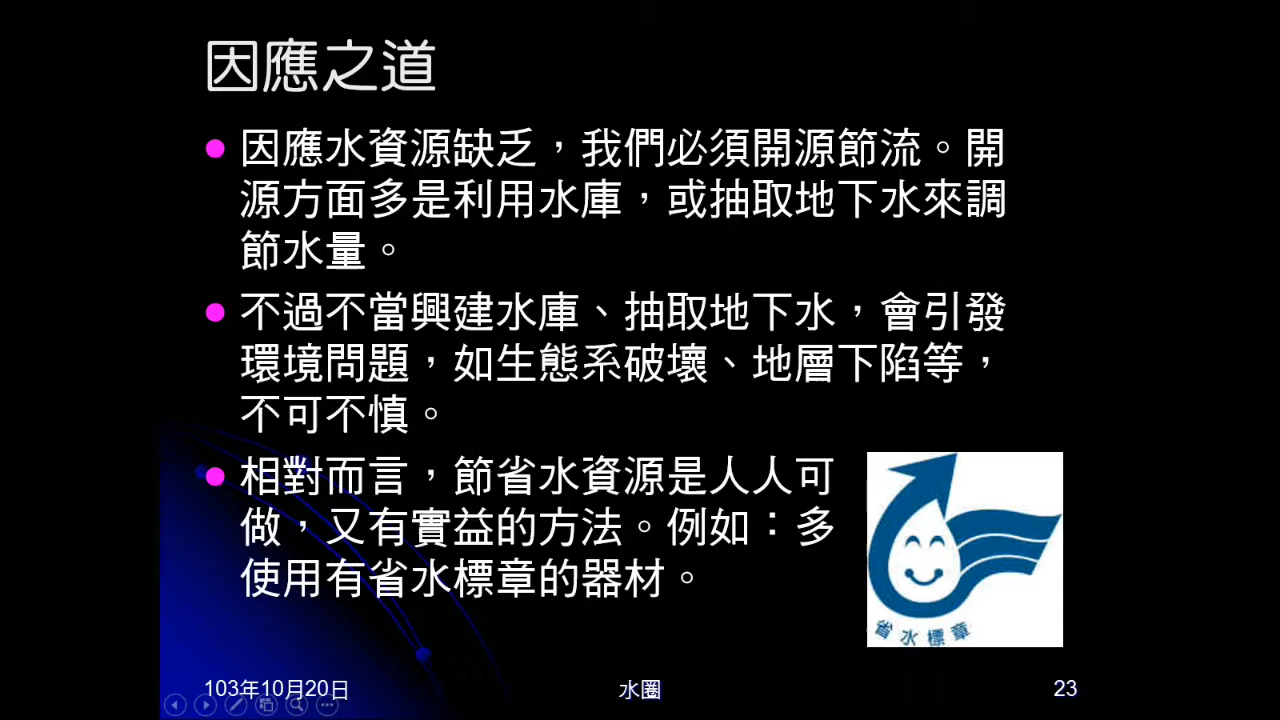 因應之道
因應水資源缺乏，我們必須開源節流。開
源方面多是利用水庫，或抽取地下水來調
節水量。
不過不當興建水庫、抽取地下水，會引發
環境問題，如生態系破壞、地層下陷等，
不可不慎。
相對而言，節省水資源是人人可
做，又有實益的方法。例如：多
使用有省水標章的器材。
省水標章
103年10月20日
水圈
23